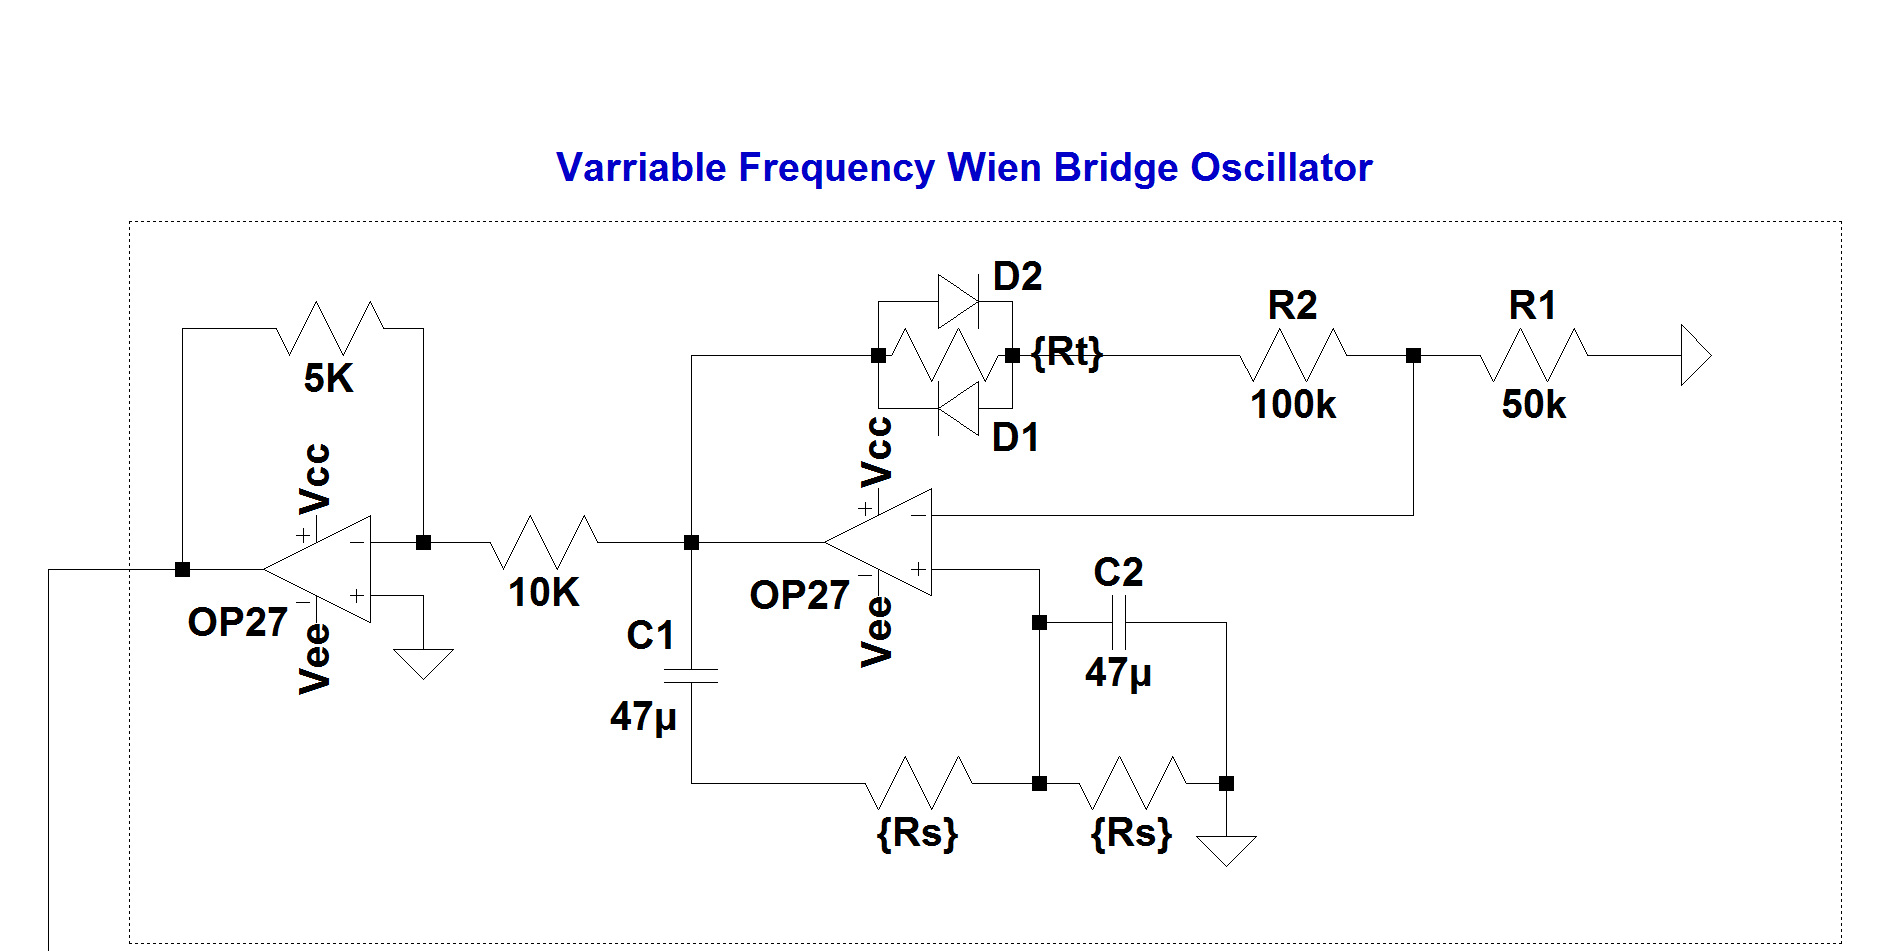 Varriable Frequency Wien Bridge Oscillator
D2
R2
R1
{Rt}
5K
100k
50k
D1
Vcc
Vcc
+
−
+
−
+
−
+
−
C2
10K
OP27
OP27
Vee
Vee
C1
47µ
47µ
{Rs}
{Rs}